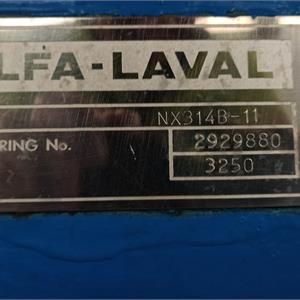 LFA-LAVAL
NX314B-11
RING No. 2929880
3250